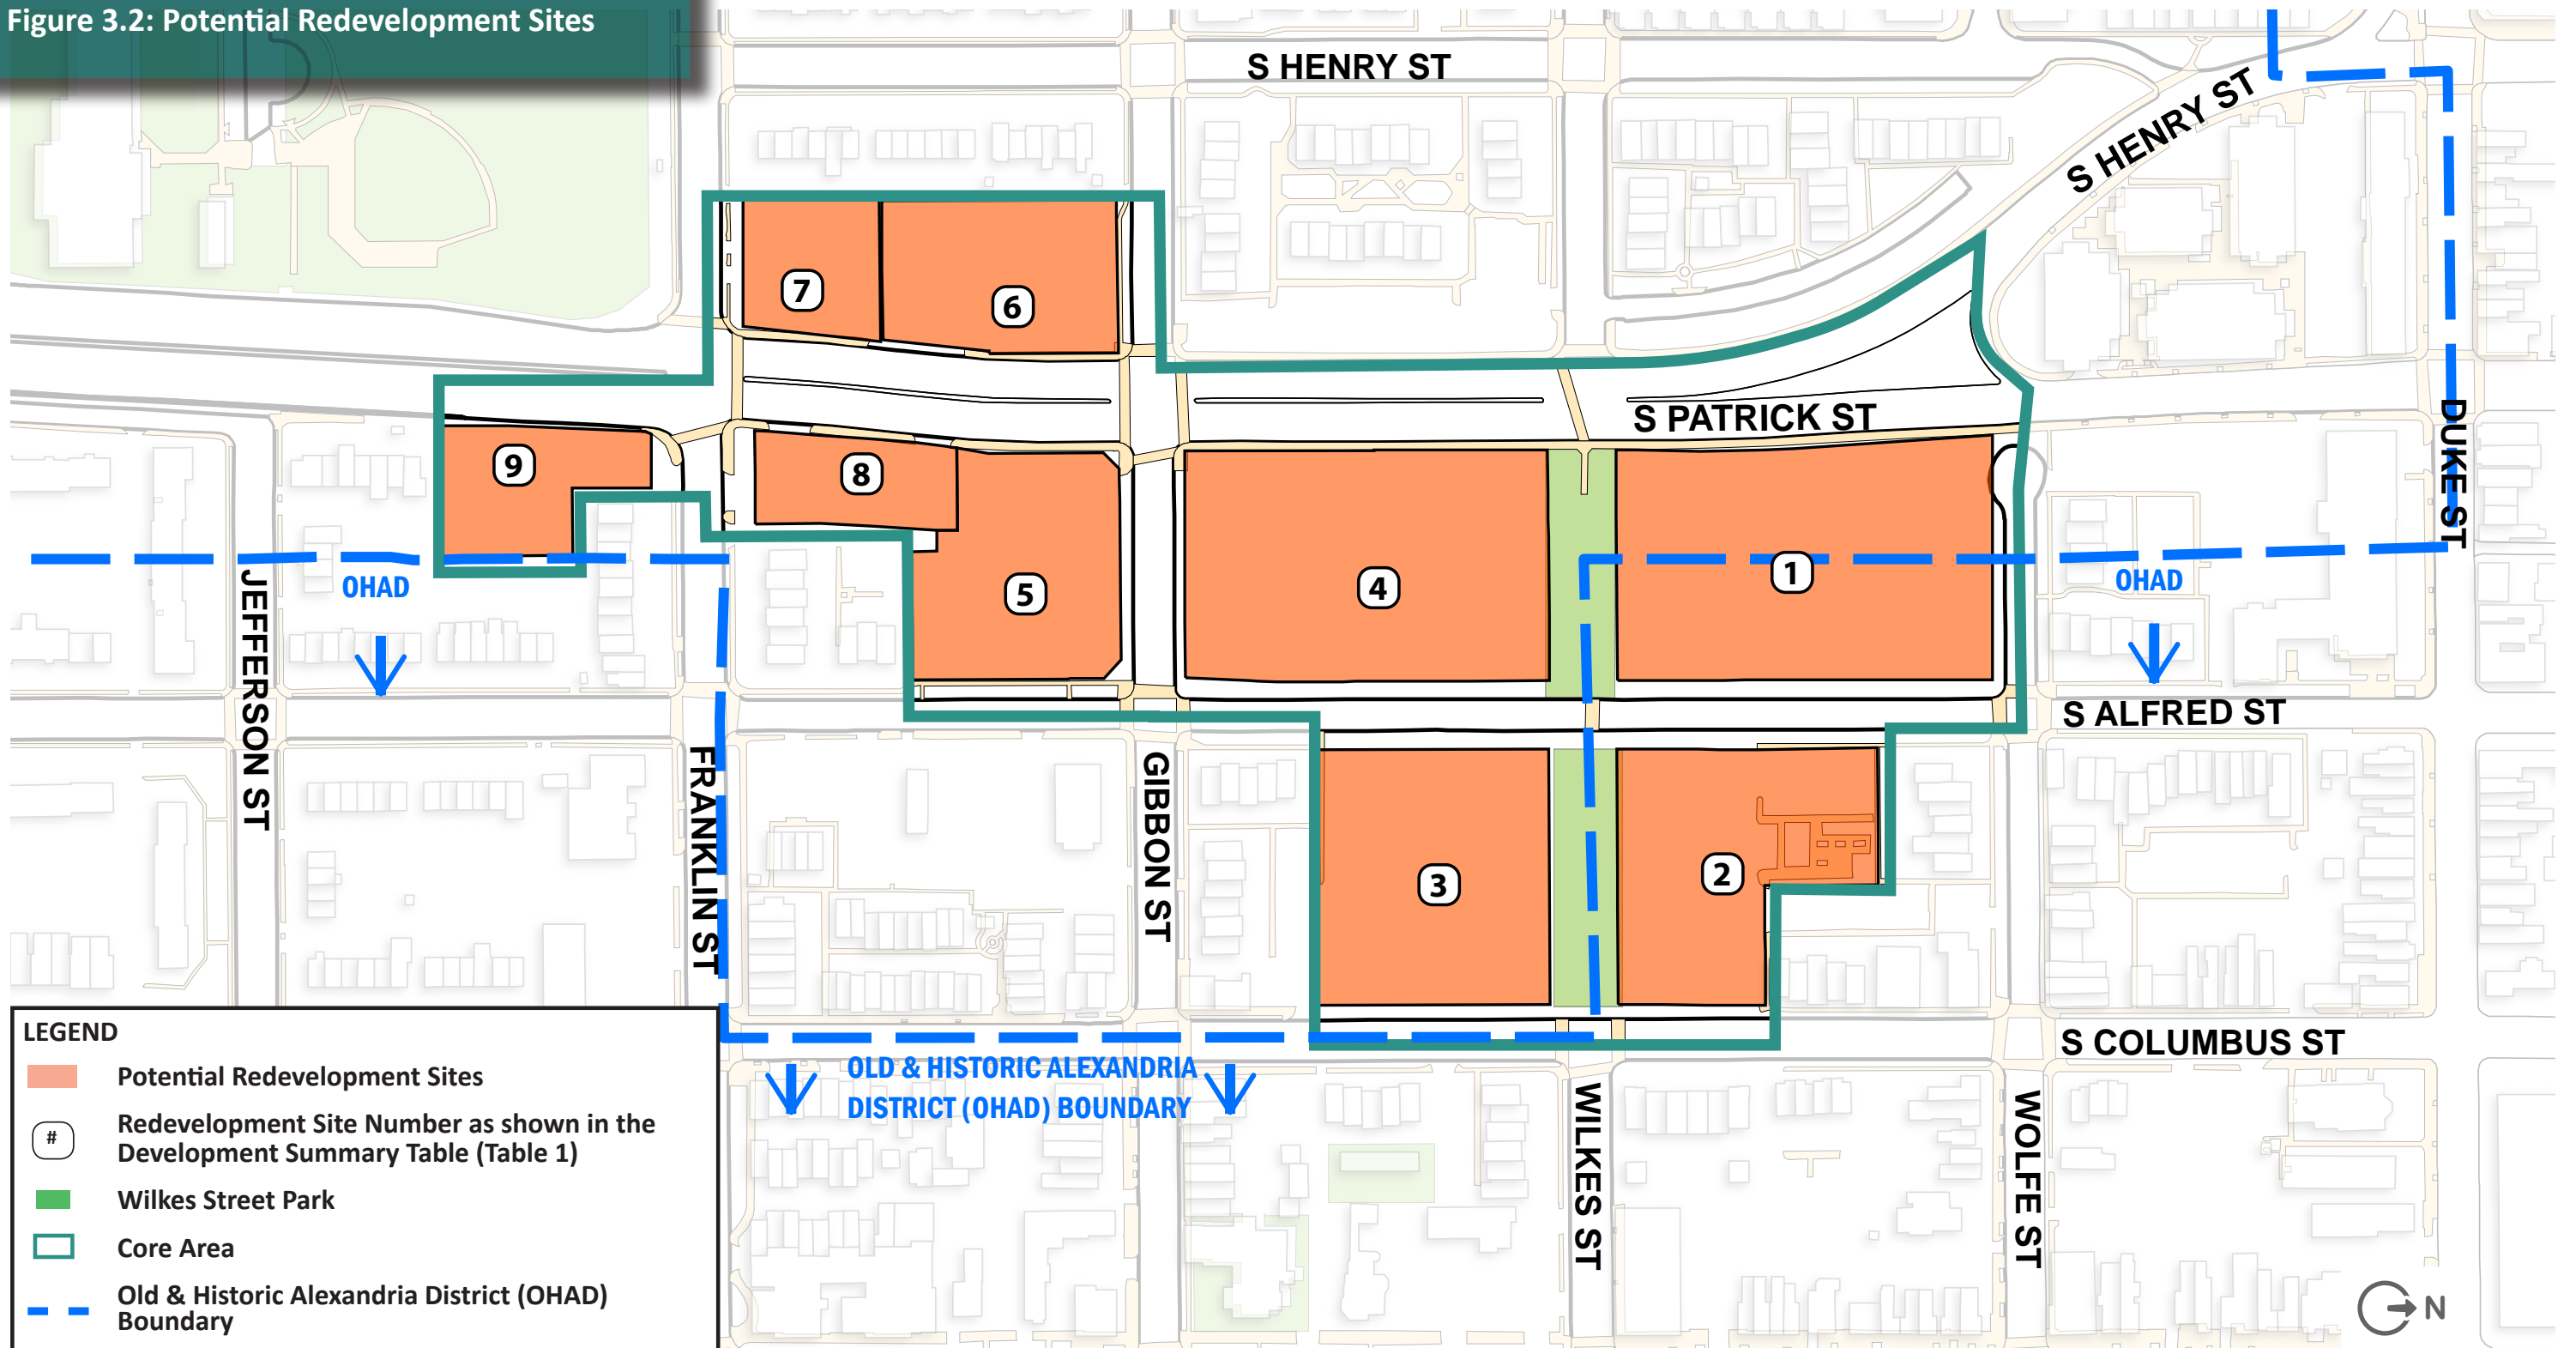 Figure 3.2: Potential Redevelopment Sites
S HENRY ST
S HENRY ST
7
6
S PATRICK ST
DUKE ST
9
8
5
4
1
OHAD
OHAD
JEFFERSON ST
S ALFRED ST
FRANKLIN ST
GIBBON ST
3
2
S COLUMBUS ST
OLD & HISTORIC ALEXANDRIA
DISTRICT (OHAD) BOUNDARY
WILKES ST
WOLFE ST
LEGEND
Potential Redevelopment Sites
#
Redevelopment Site Number as shown in the
Development Summary Table (Table 1)
Wilkes Street Park
Core Area
Old & Historic Alexandria District (OHAD)
Boundary
N